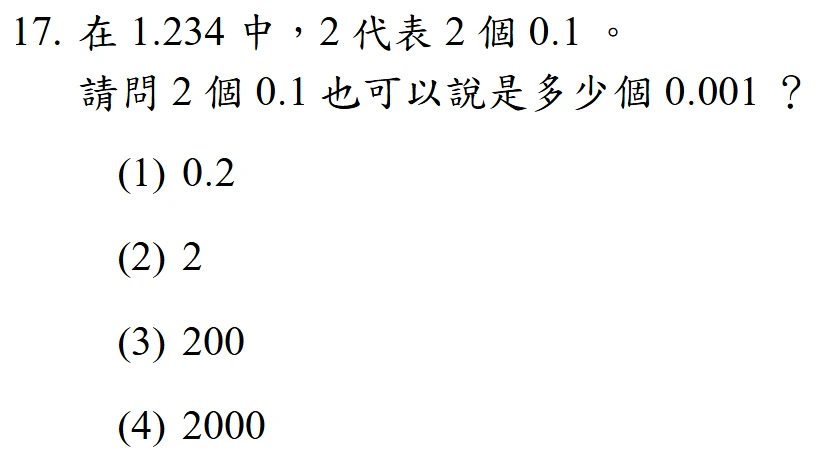 17. 在 1.234 中，2 代表 2 個 0.1 。
請問 2 個 0.1 也可以說是多少個 0.001 ？
(1) 0.2
(2) 2
(3) 200
(4) 2000